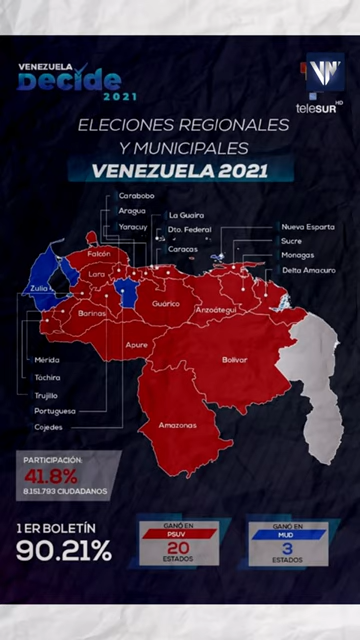 VENEZUELA
Decide
2021
VN
teleSUR HD
ELECIONES REGIONALES
Y MUNICIPALES
VENEZUELA 2021
Carabobo
Aragua
Yaracuy
La Guaira
Dto. Federal
Caracas
Nueva Esparta
Sucre
Monagas
Delta Amacuro
Falcón
Lara
Zulia
Barinas
Guárico
Anzoátegui
Apure
Bolívar
Amazonas
Mérida
Táchira
Trujillo
Portuguesa
Cojedes
PARTICIPACIÓN:
41.8%
8.151.793 CIUDADANOS
1 ER BOLETÍN
90.21%
GANÓ EN
PSUV
20
ESTADOS
GANÓ EN
MUD
3
ESTADOS